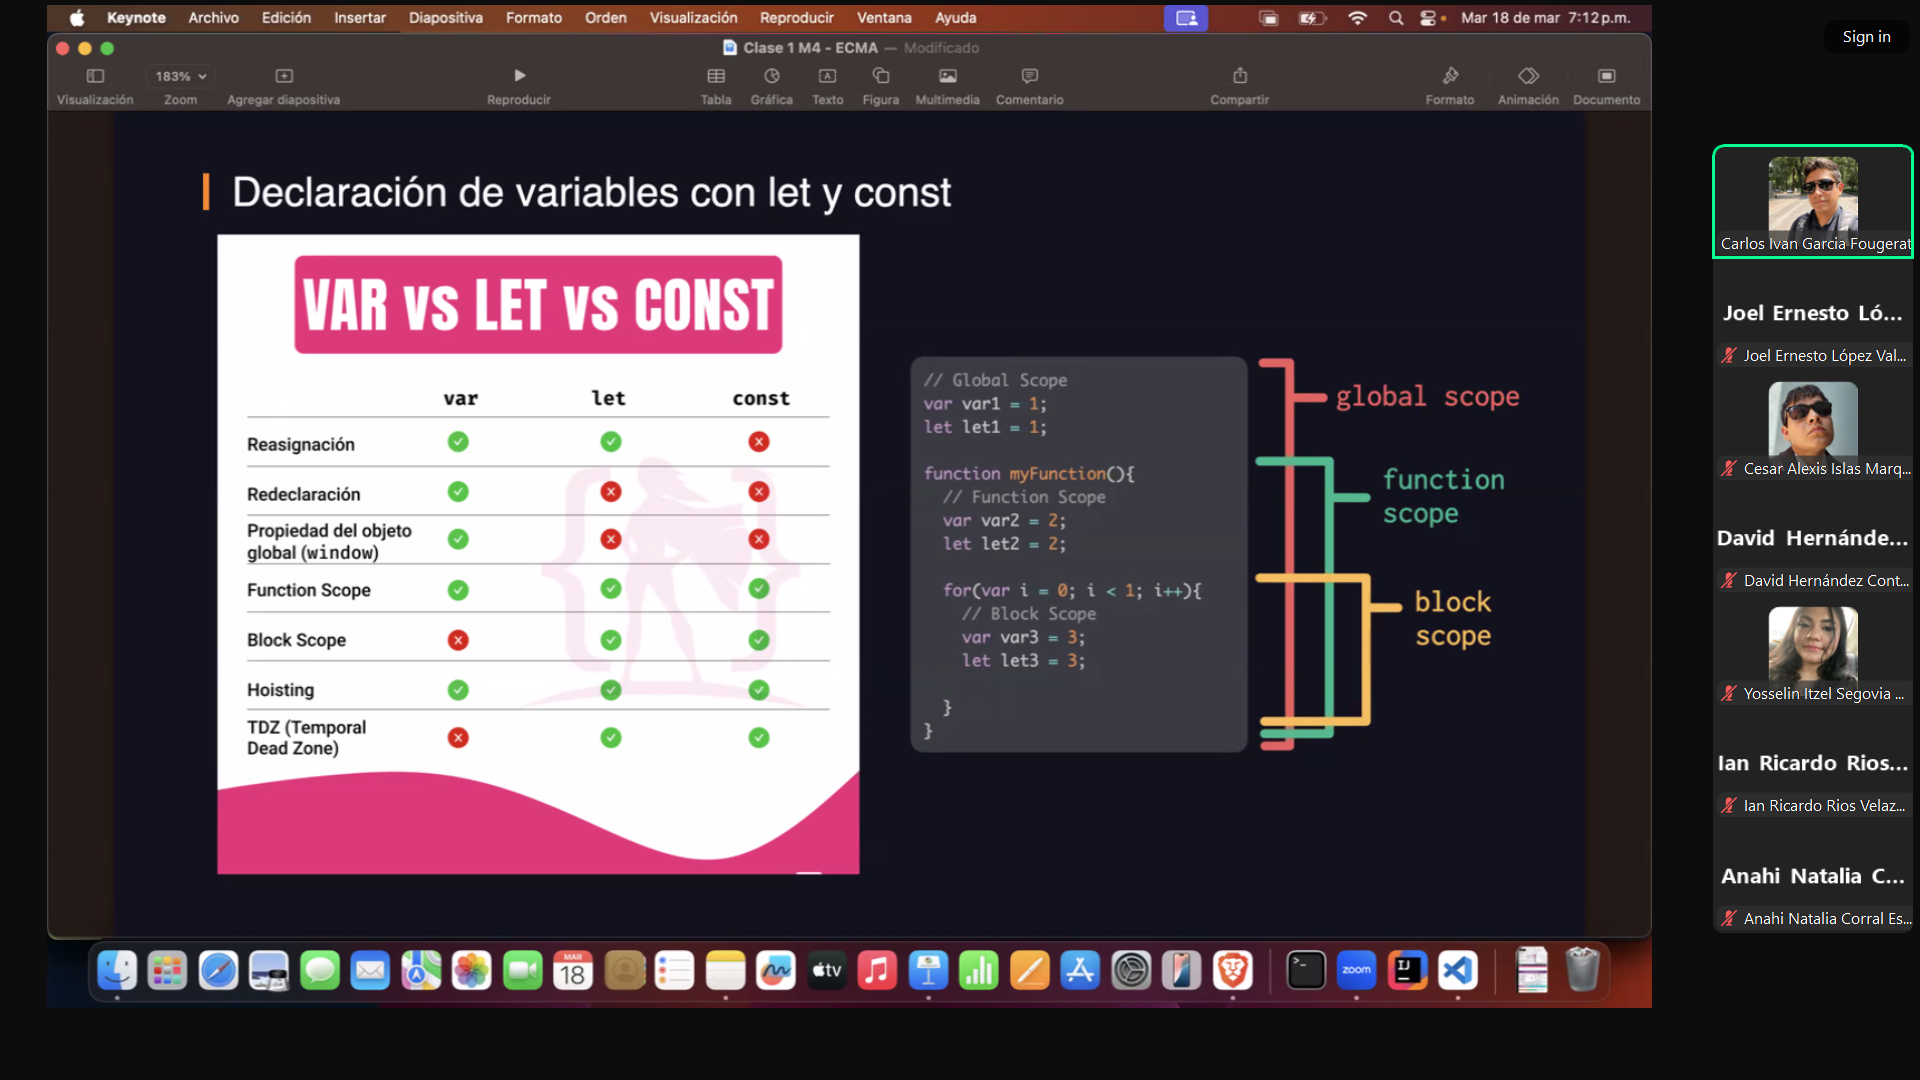 Keynote Archivo Edición Insertar Diapositiva Formato Orden Visualización Reproducir Ventana Ayuda Mar 18 de mar 7:12 p.m.
Sign in
Clase 1 M4 - ECMA — Modificado
183%
Visualización Zoom Agregar diapositiva Reproducir Tabla Gráfica Texto Figura Multimedia Comentario Compartir Formato Animación Documento
Declaración de variables con let y const
VAR vs LET vs CONST
var let const
Reasignación
Redeclaración
Propiedad del objeto
global (window)
Function Scope
Block Scope
Hoisting
TDZ (Temporal
Dead Zone)
// Global Scope
var var1 = 1;
let let1 = 1;
function myFunction(){
// Function Scope
var var2 = 2;
let let2 = 2;
for(var i = 0; i < 1; i++){
// Block Scope
var var3 = 3;
let let3 = 3;
}
}
global scope
function
scope
block
scope
Carlos Ivan Garcia Fougerat
Joel Ernesto Ló...
Joel Ernesto López Val...
Cesar Alexis Islas Marq...
David Hernánde...
David Hernández Cont...
Yosselin Itzel Segovia ...
Ian Ricardo Rios...
Ian Ricardo Rios Velaz...
Anahi Natalia C...
Anahi Natalia Corral Es...
MAR
18
tv
zoom
IJ